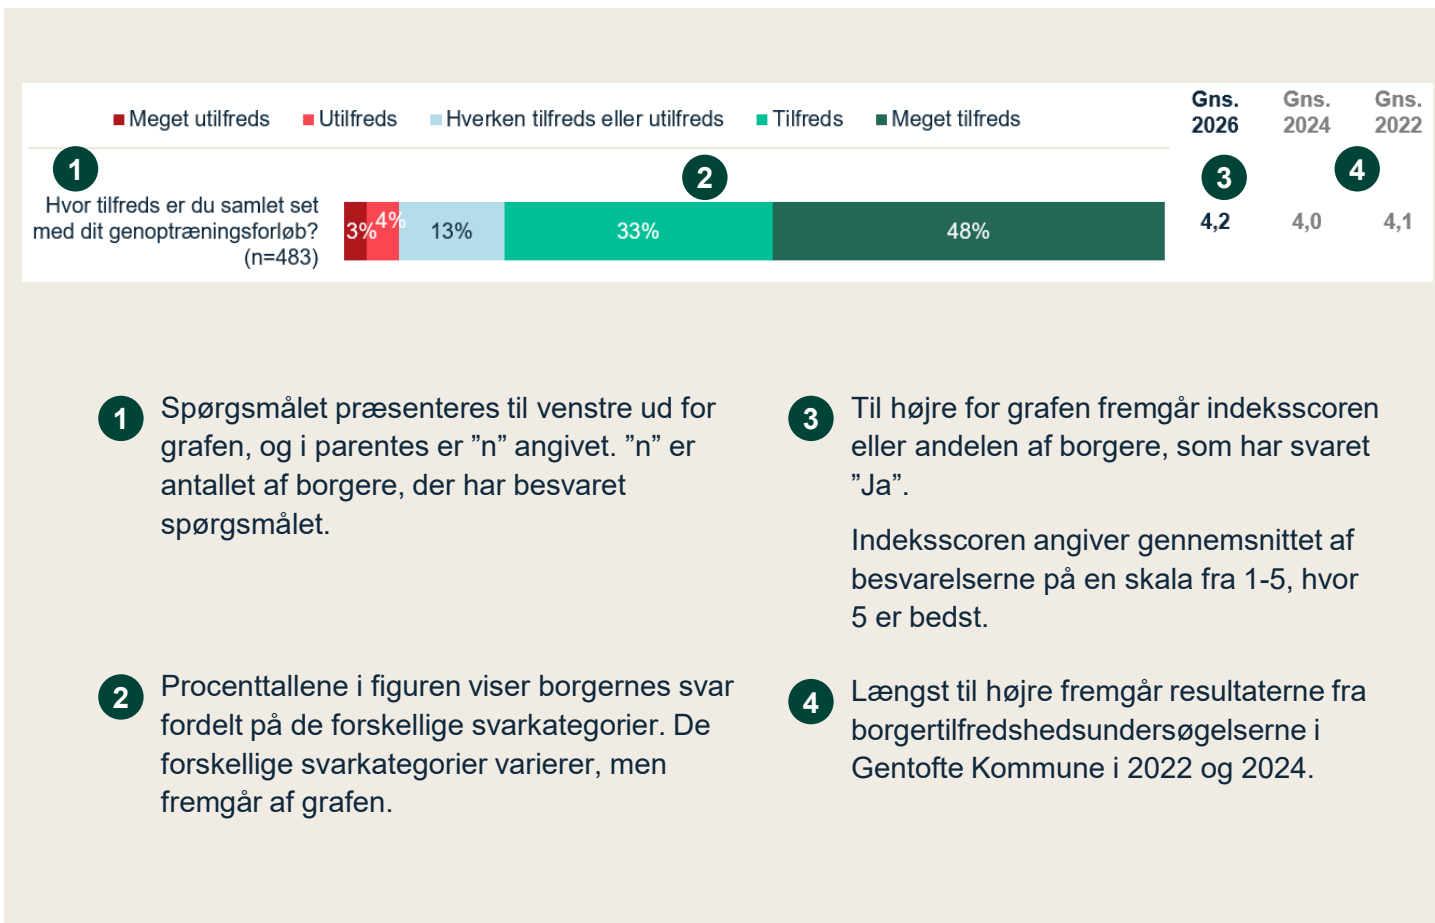 Meget utilfreds Utilfreds Hverken tilfreds eller utilfreds Tilfreds Meget tilfreds
Gns. 2026
Gns. 2024
Gns. 2022
1
2
3
4
Hvor tilfreds er du samlet set
med dit genoptræningsforløb?
(n=483)
3% 4% 13% 33% 48%
4,2 4,0 4,1
1
Spørgsmålet præsenteres til venstre ud for
grafen, og i parentes er ”n” angivet. ”n” er
antallet af borgere, der har besvaret
spørgsmålet.
2
Procenttallene i figuren viser borgernes svar
fordelt på de forskellige svarkategorier. De
forskellige svarkategorier varierer, men
fremgår af grafen.
3
Til højre for grafen fremgår indeksscoren
eller andelen af borgere, som har svaret
”Ja”.
Indeksscoren angiver gennemsnittet af
besvarelserne på en skala fra 1-5, hvor
5 er bedst.
4
Længst til højre fremgår resultaterne fra
borgertilfredshedsundersøgelserne i
Gentofte Kommune i 2022 og 2024.